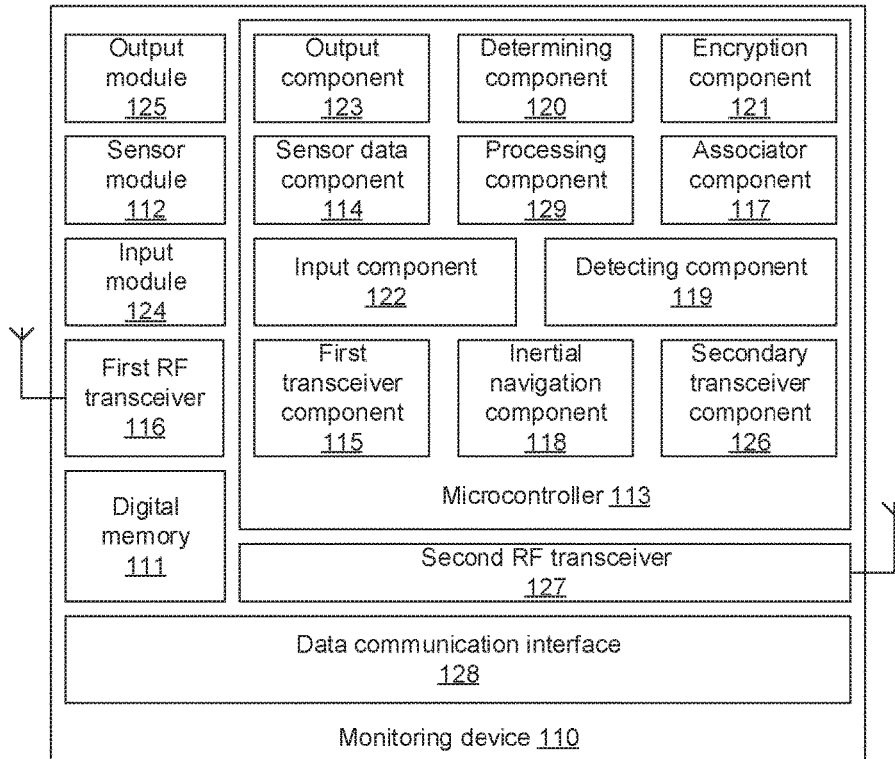 Output
module
125
Output
component
123
Determining
component
120
Encryption
component
121
Sensor
module
112
Sensor data
component
114
Processing
component
129
Associator
component
117
Input
module
124
Input component
122
Detecting component
119
First RF
transceiver
116
First
transceiver
component
115
Inertial
navigation
component
118
Secondary
transceiver
component
126
Digital
memory
111
Microcontroller 113
Second RF transceiver
127
Data communication interface
128
Monitoring device 110